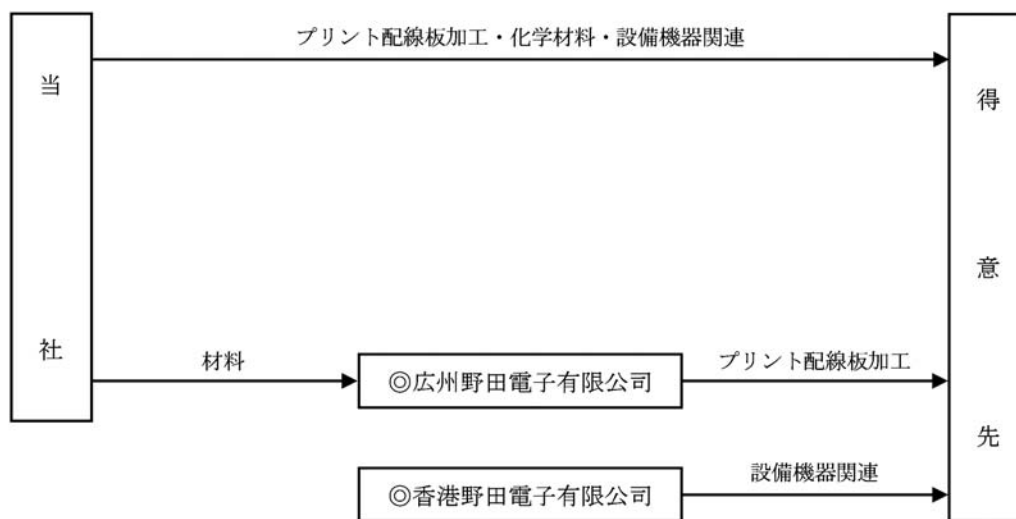 プリント配線板加工・化学材料・設備機器関連
当社
得意先
材料
◎広州野田電子有限公司
プリント配線板加工
◎香港野田電子有限公司
設備機器関連